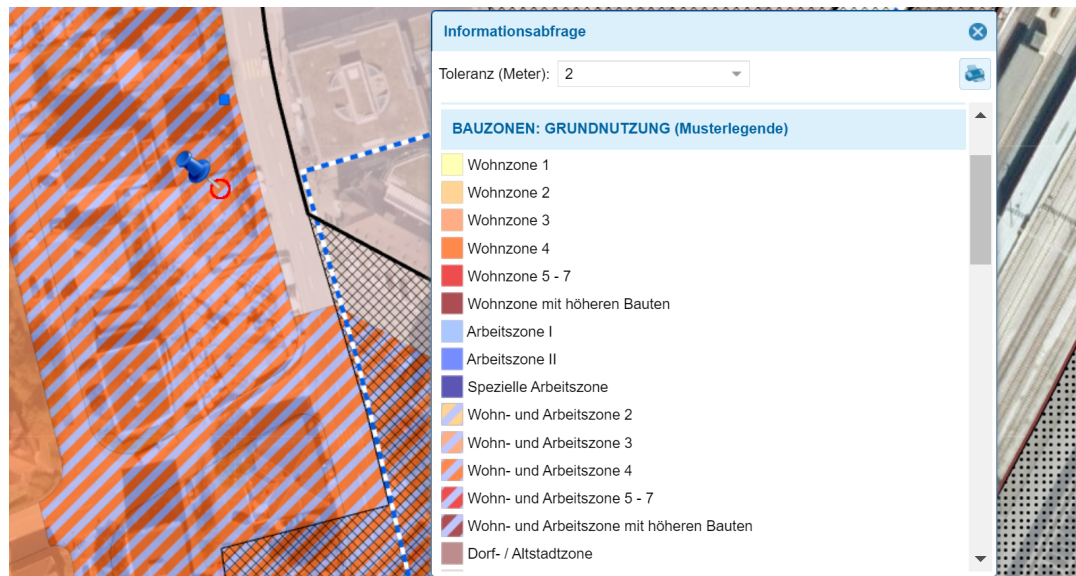 Informationsabfrage
Toleranz (Meter): 2
BAUZONEN: GRUNDNUTZUNG (Musterlegende)
Wohnzone 1
Wohnzone 2
Wohnzone 3
Wohnzone 4
Wohnzone 5 - 7
Wohnzone mit höheren Bauten
Arbeitszone I
Arbeitszone II
Spezielle Arbeitszone
Wohn- und Arbeitszone 2
Wohn- und Arbeitszone 3
Wohn- und Arbeitszone 4
Wohn- und Arbeitszone 5 - 7
Wohn- und Arbeitszone mit höheren Bauten
Dorf- / Altstadtzone